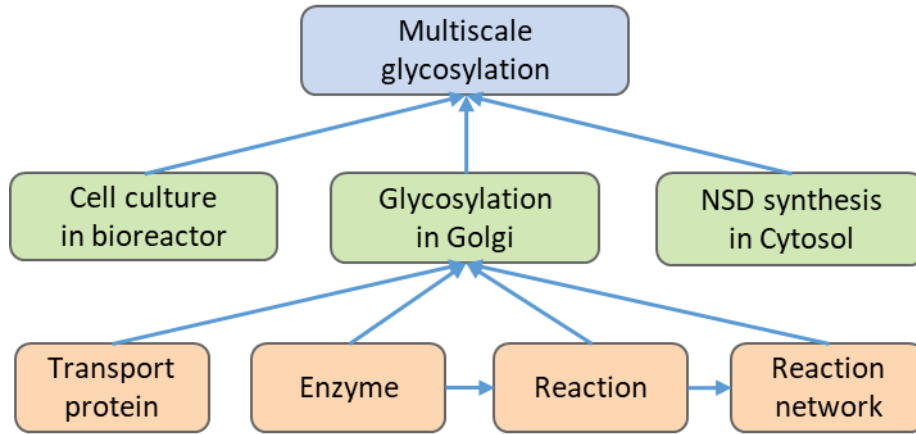 Multiscale
glycosylation
Cell culture
in bioreactor
Glycosylation
in Golgi
NSD synthesis
in Cytosol
Transport
protein
Enzyme
Reaction
Reaction
network